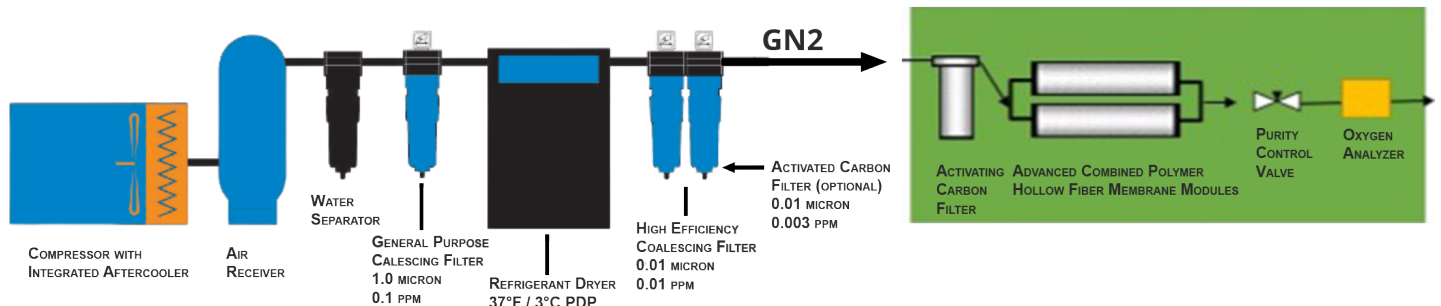 GN2
COMPRESSOR WITH
INTEGRATED AFTERCOOLER
AIR
RECEIVER
WATER
SEPARATOR
GENERAL PURPOSE
CALESCING FILTER
1.0 MICRON
0.1 PPM
REFRIGERANT DRYER
37°F / 3°C PDP
HIGH EFFICIENCY
COALESCING FILTER
0.01 MICRON
0.01 PPM
ACTIVATED CARBON
FILTER (OPTIONAL)
0.01 MICRON
0.003 PPM
ACTIVATING
CARBON
FILTER
ADVANCED COMBINED POLYMER
HOLLOW FIBER MEMBRANE MODULES
PURITY
CONTROL
VALVE
OXYGEN
ANALYZER